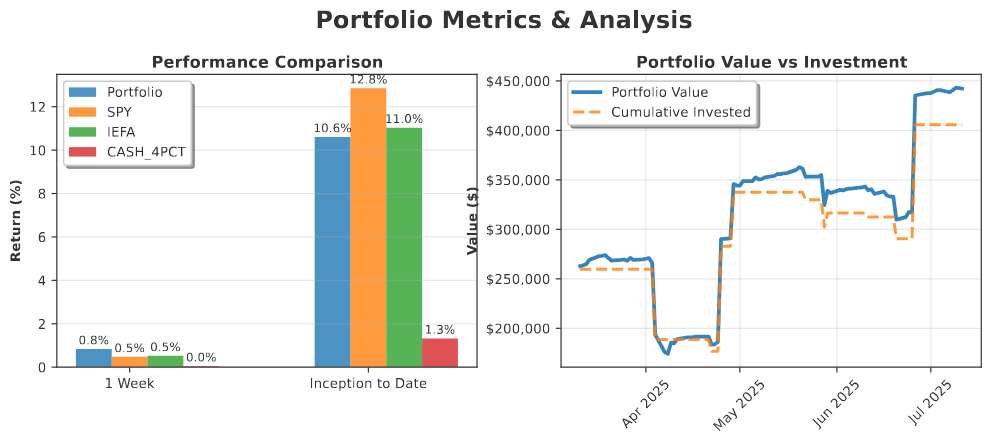 Portfolio Metrics & Analysis
Performance Comparison
Portfolio
SPY
IEFA
CASH_4PCT
Return (%)
12
10
8
6
4
2
0
0.8%
0.5%
0.5%
0.0%
10.6%
12.8%
11.0%
1.3%
1 Week
Inception to Date
Portfolio Value vs Investment
Portfolio Value
Cumulative Invested
Value ($)
$450,000
$400,000
$350,000
$300,000
$250,000
$200,000
Apr 2025
May 2025
Jun 2025
Jul 2025